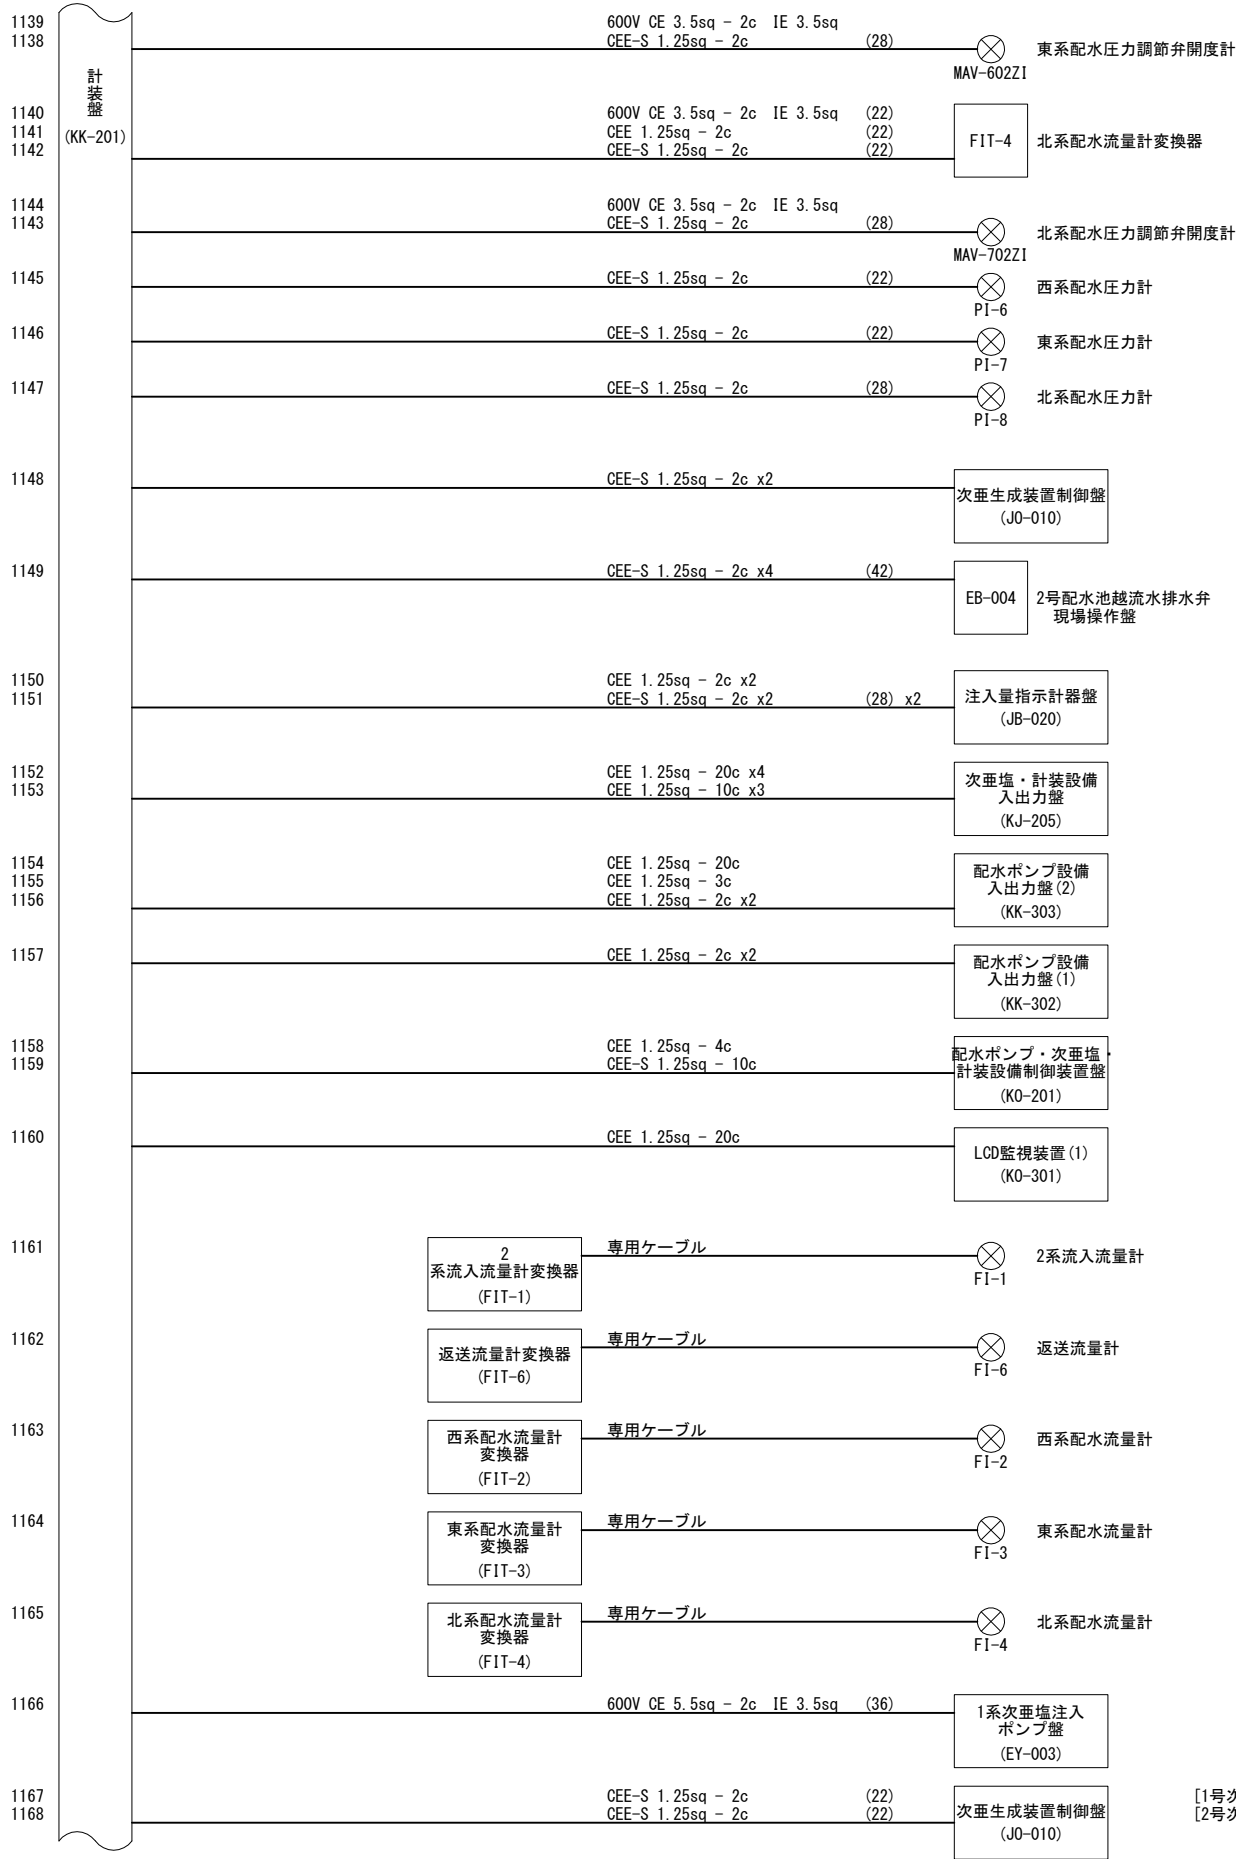 計装盤
(KK-201)
1139 600V CE 3.5sq - 2c IE 3.5sq
1138 CEE-S 1.25sq - 2c (28) 東系配水圧力調節弁開度計
MAV-602ZI
1140 600V CE 3.5sq - 2c IE 3.5sq (22)
1141 CEE 1.25sq - 2c (22) FIT-4 北系配水流量計変換器
1142 CEE-S 1.25sq - 2c (22)
1144 600V CE 3.5sq - 2c IE 3.5sq
1143 CEE-S 1.25sq - 2c (28) 北系配水圧力調節弁開度計
MAV-702ZI
1145 CEE-S 1.25sq - 2c (22) 西系配水圧力計
PI-6
1146 CEE-S 1.25sq - 2c (22) 東系配水圧力計
PI-7
1147 CEE-S 1.25sq - 2c (28) 北系配水圧力計
PI-8
1148 CEE-S 1.25sq - 2c x2
次亜生成装置制御盤
(JO-010)
1149 CEE-S 1.25sq - 2c x4 (42)
EB-004 2号配水池越流水排水弁
現場操作盤
1150 CEE 1.25sq - 2c x2
1151 CEE-S 1.25sq - 2c x2 (28) x2 注入量指示計器盤
(JB-020)
1152 CEE 1.25sq - 20c x4 次亜塩・計装設備
1153 CEE 1.25sq - 10c x3 入出力盤
(KJ-205)
1154 CEE 1.25sq - 20c 配水ポンプ設備
1155 CEE 1.25sq - 3c 入出力盤(2)
1156 CEE 1.25sq - 2c x2 (KK-303)
1157 CEE 1.25sq - 2c x2 配水ポンプ設備
入出力盤(1)
(KK-302)
1158 CEE 1.25sq - 4c 配水ポンプ・次亜塩・
1159 CEE-S 1.25sq - 10c 計装設備制御装置盤
(KO-201)
1160 CEE 1.25sq - 20c LCD監視装置(1)
(KO-301)
1161 2 専用ケーブル 2系流入流量計
系流入流量計変換器 FI-1
(FIT-1)
1162 返送流量計変換器 専用ケーブル 返送流量計
(FIT-6) FI-6
1163 西系配水流量計 専用ケーブル 西系配水流量計
変換器 FI-2
(FIT-2)
1164 東系配水流量計 専用ケーブル 東系配水流量計
変換器 FI-3
(FIT-3)
1165 北系配水流量計 専用ケーブル 北系配水流量計
変換器 FI-4
(FIT-4)
1166 600V CE 5.5sq - 2c IE 3.5sq (36) 1系次亜塩注入
ポンプ盤
(EY-003)
1167 CEE-S 1.25sq - 2c (22) [1号次
1168 CEE-S 1.25sq - 2c (22) 次亜生成装置制御盤 [2号次
(JO-010)